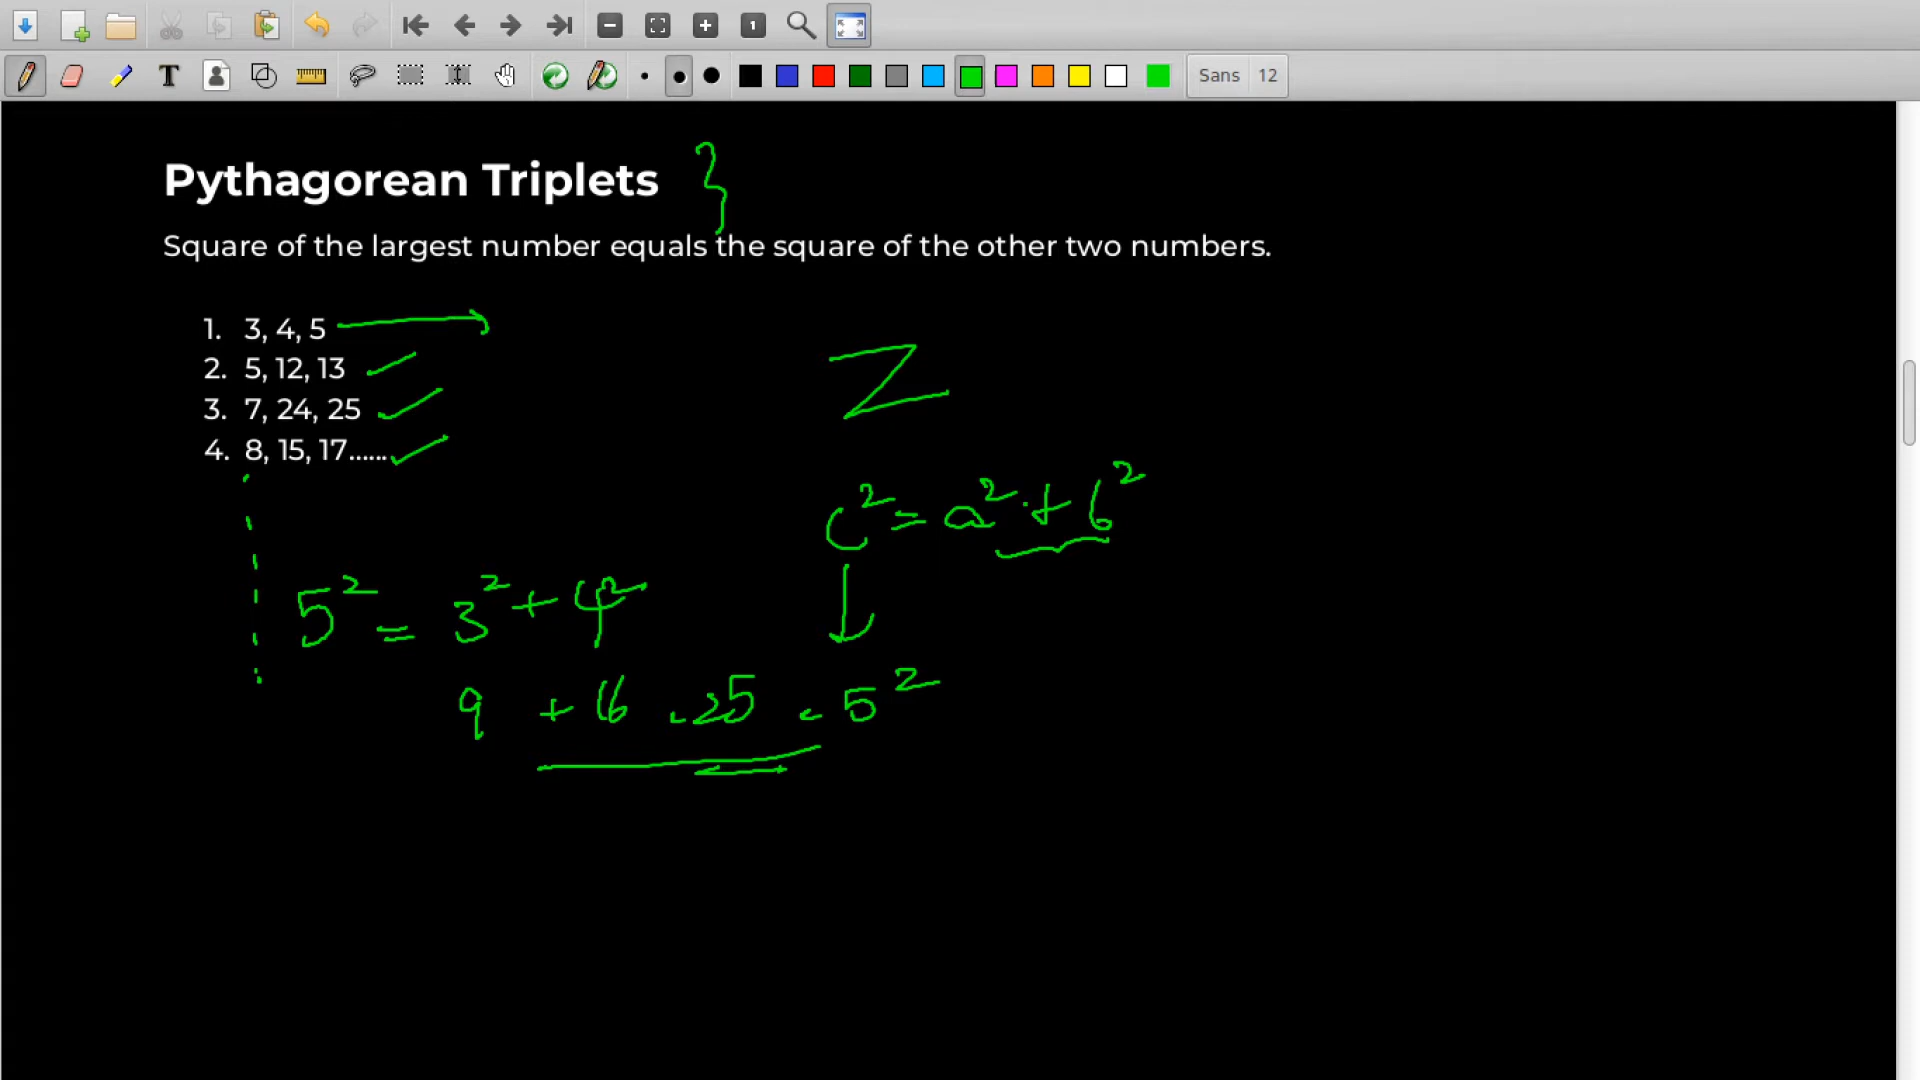 Sans 12
Pythagorean Triplets }
Square of the largest number equals the square of the other two numbers.
1. 3, 4, 5
2. 5, 12, 13
3. 7, 24, 25
4. 8, 15, 17......
Z
c² = a² + b²
5² = 3² + 4²
9 + 16 = 25 = 5²